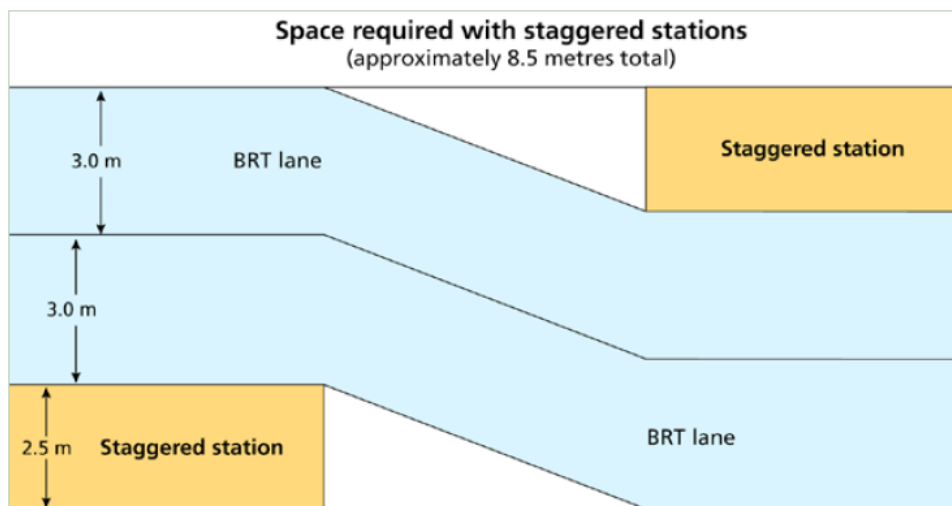 Space required with staggered stations
(approximately 8.5 metres total)
3.0 m
BRT lane
Staggered station
3.0 m
2.5 m
Staggered station
BRT lane